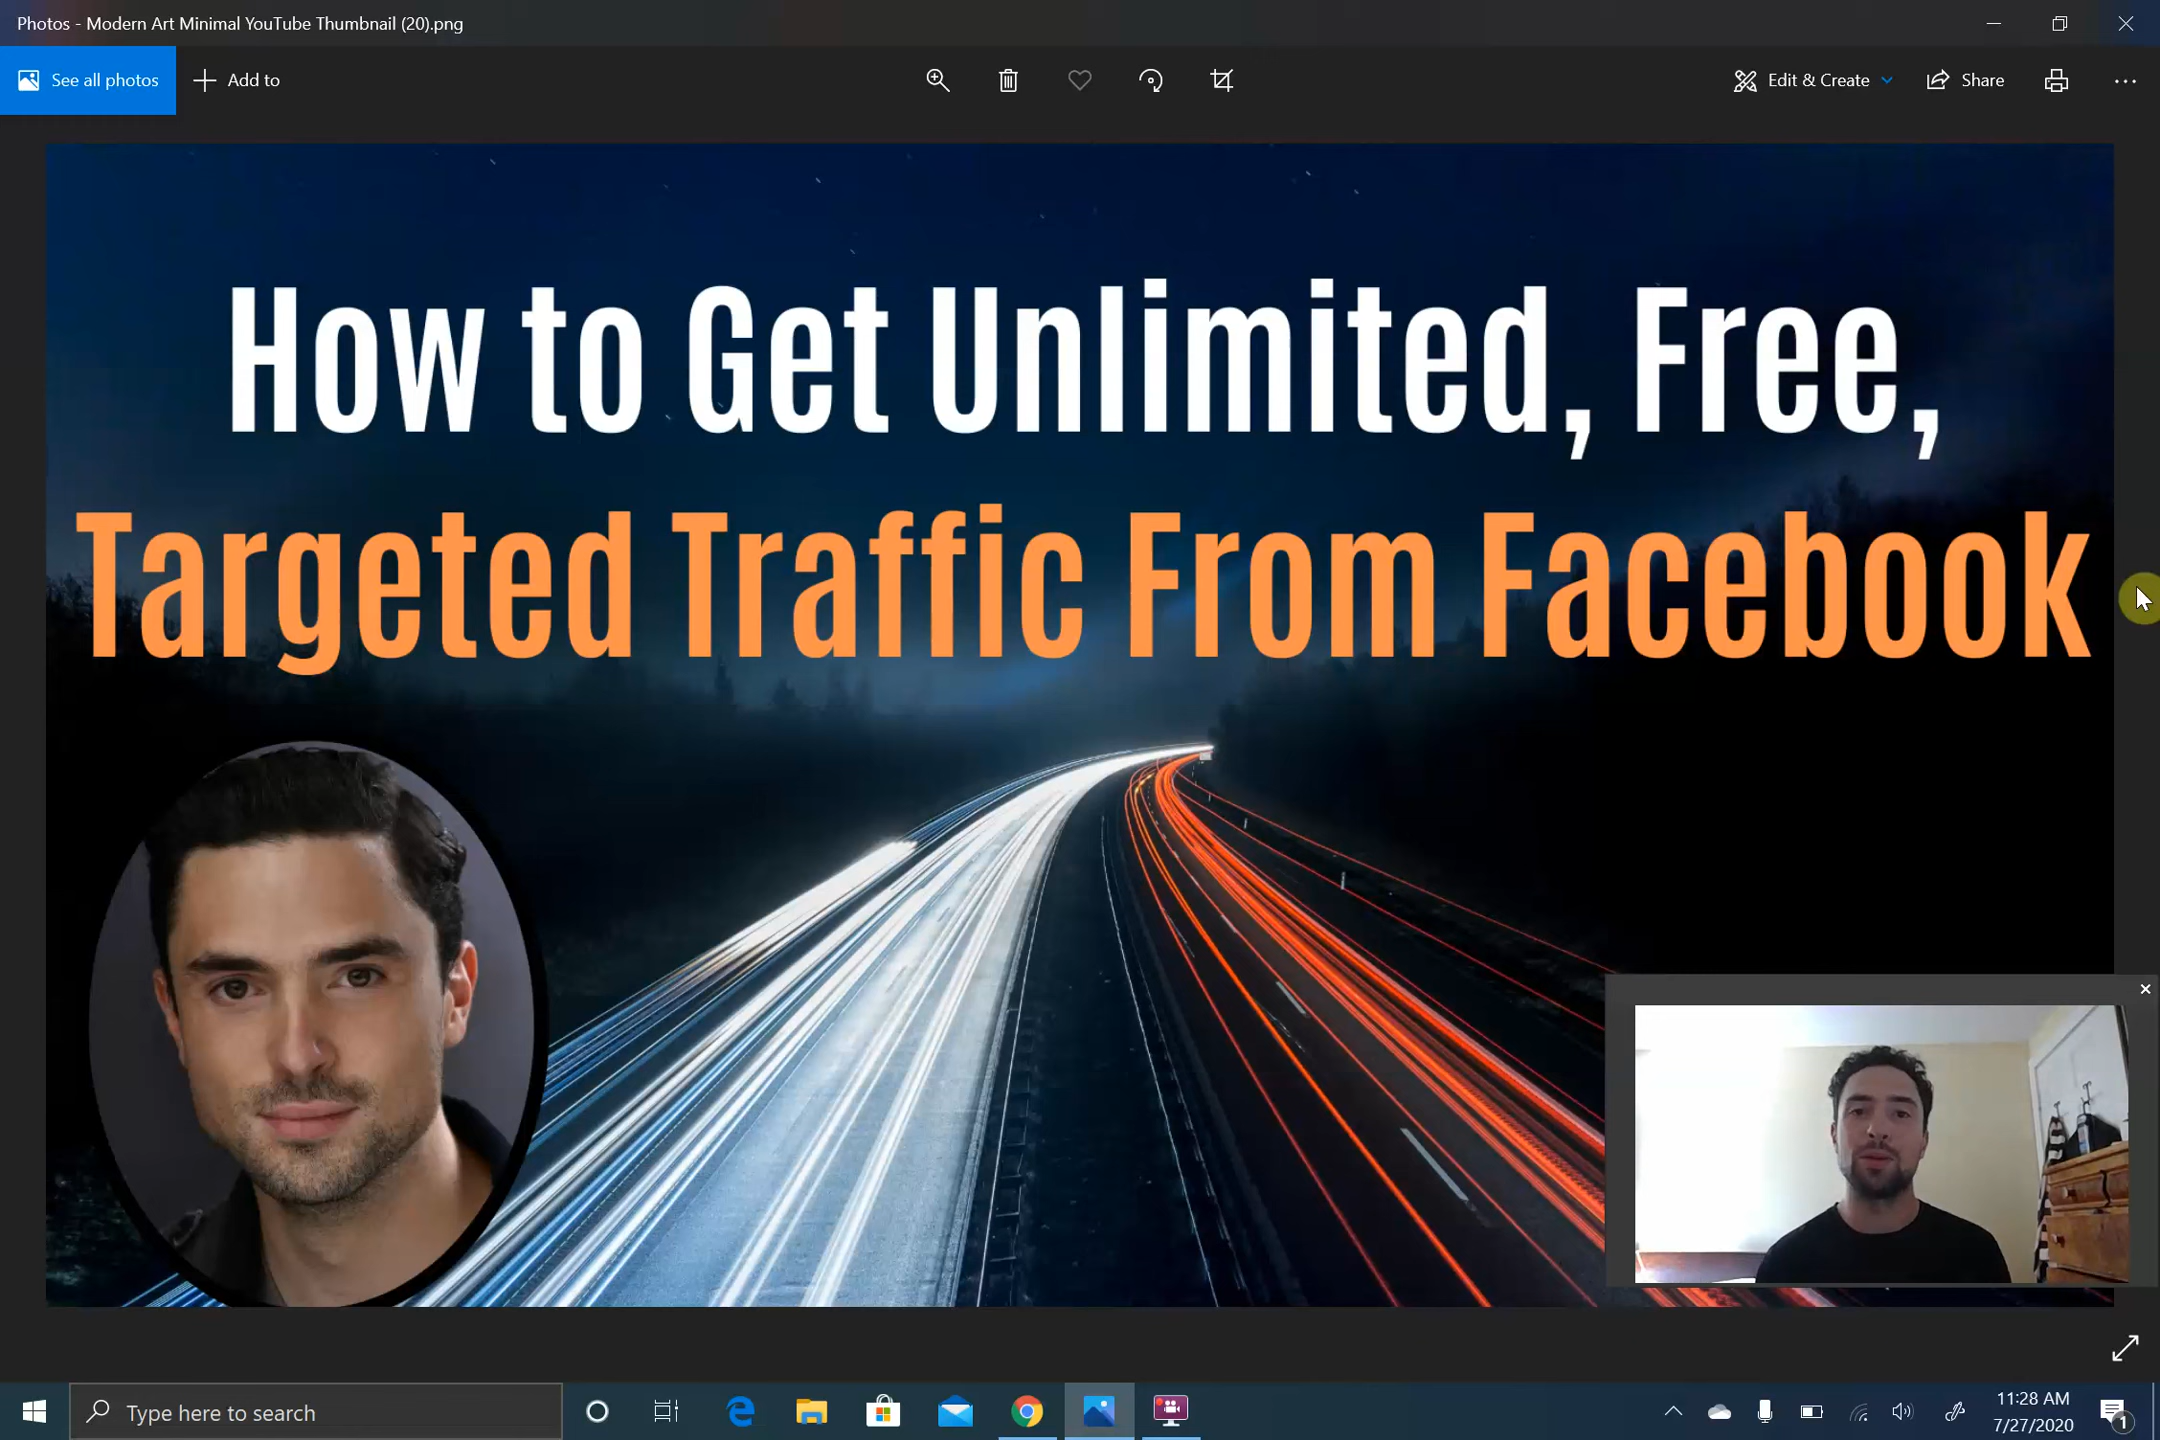 Photos - Modern Art Minimal YouTube Thumbnail (20).png
See all photos
Add to
Edit & Create
Share
How to Get Unlimited, Free,
Targeted Traffic From Facebook
Type here to search
11:28 AM
7/27/2020
1